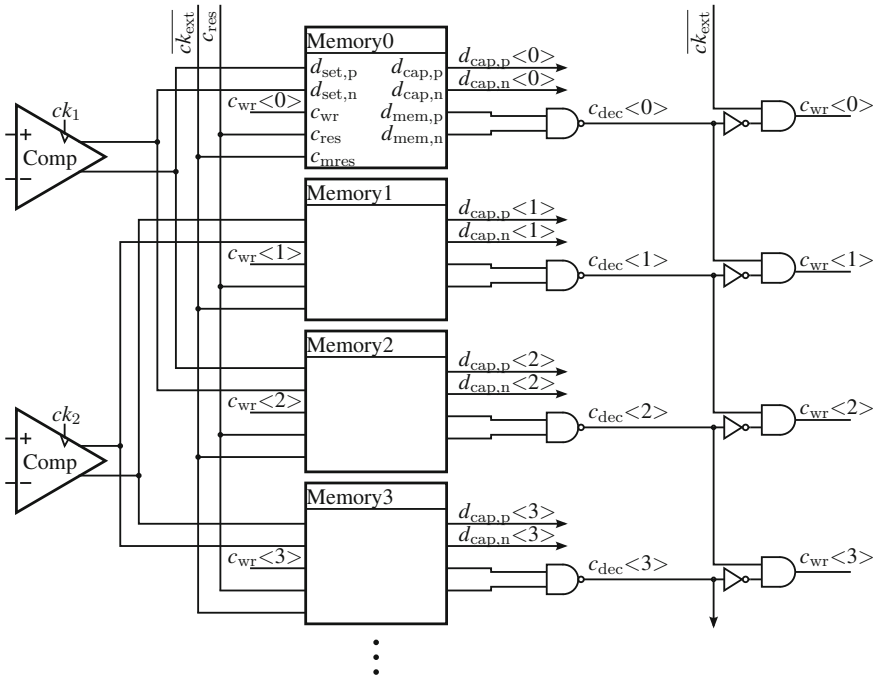 ck_ext
c_res
ck_ext
Memory0
d_set,p d_cap,p
d_set,n d_cap,n
c_wr d_mem,p
c_res d_mem,n
c_mres
c_wr<0>
d_cap,p<0>
d_cap,n<0>
c_dec<0>
c_wr<0>
ck_1
+
Comp
−
Memory1
c_wr<1>
d_cap,p<1>
d_cap,n<1>
c_dec<1>
c_wr<1>
Memory2
c_wr<2>
d_cap,p<2>
d_cap,n<2>
c_dec<2>
c_wr<2>
ck_2
+
Comp
−
Memory3
c_wr<3>
d_cap,p<3>
d_cap,n<3>
c_dec<3>
c_wr<3>